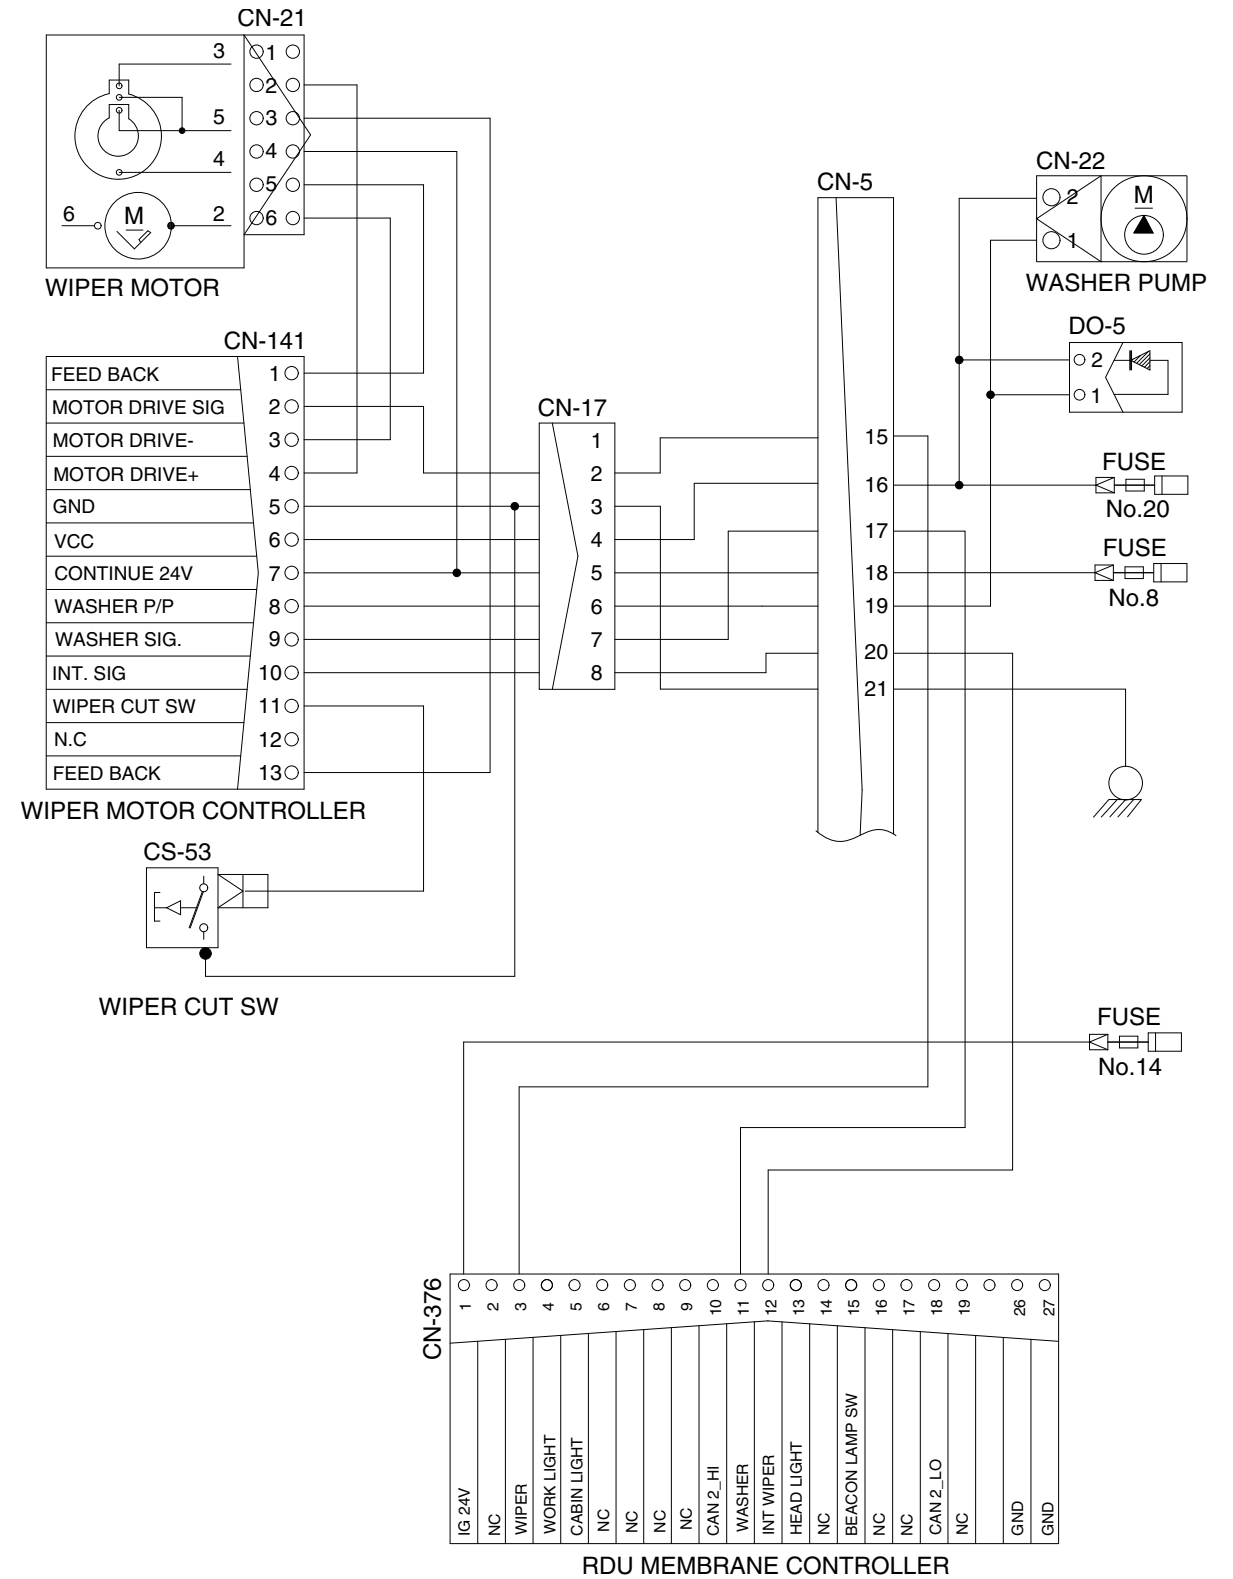 CN-21
3
5
4
6
M
2
1
2
3
4
5
6
WIPER MOTOR
CN-141
FEED BACK 1
MOTOR DRIVE SIG 2
MOTOR DRIVE- 3
MOTOR DRIVE+ 4
GND 5
VCC 6
CONTINUE 24V 7
WASHER P/P 8
WASHER SIG. 9
INT. SIG 10
WIPER CUT SW 11
N.C 12
FEED BACK 13
WIPER MOTOR CONTROLLER
CS-53
WIPER CUT SW
CN-17
1
2
3
4
5
6
7
8
CN-5
15
16
17
18
19
20
21
CN-22
2
1
M
WASHER PUMP
DO-5
2
1
FUSE
No.20
FUSE
No.8
FUSE
No.14
CN-376
1 IG 24V
2 NC
3 WIPER
4 WORK LIGHT
5 CABIN LIGHT
6 NC
7 NC
8 NC
9 NC
10 CAN 2_HI
11 WASHER
12 INT WIPER
13 HEAD LIGHT
14 NC
15 BEACON LAMP SW
16 NC
17 NC
18 CAN 2_LO
19 NC
26 GND
27 GND
RDU MEMBRANE CONTROLLER